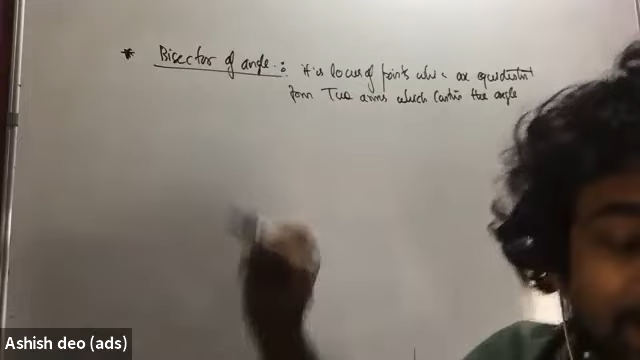 * Bisector of angle :: it is locus of points which are equidistant
from Two arms which contain the angle
Ashish deo (ads)